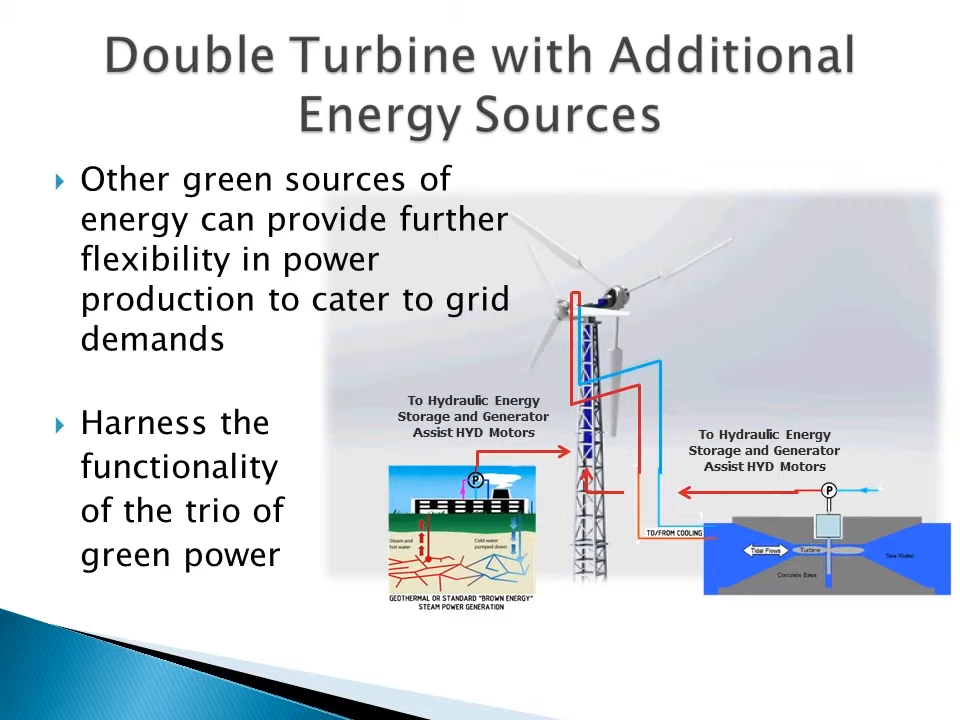 Double Turbine with Additional
Energy Sources
Other green sources of
energy can provide further
flexibility in power
production to cater to grid
demands
Harness the
functionality
of the trio of
green power
To Hydraulic Energy
Storage and Generator
Assist HYD Motors
P
Steam and
hot water
Cold water
pumped down
GEOTHERMAL OR STANDARD "BROWN ENERGY"
STEAM POWER GENERATION
To Hydraulic Energy
Storage and Generator
Assist HYD Motors
P
TO/FROM COOLING
Tidal Flows
Turbine
Sea Water
Concrete Base